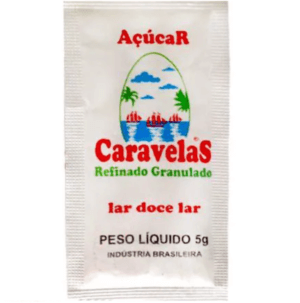 AçúcaR
CaravelaS
Refinado Granulado
lar doce lar
PESO LÍQUIDO 5g
INDÚSTRIA BRASILEIRA